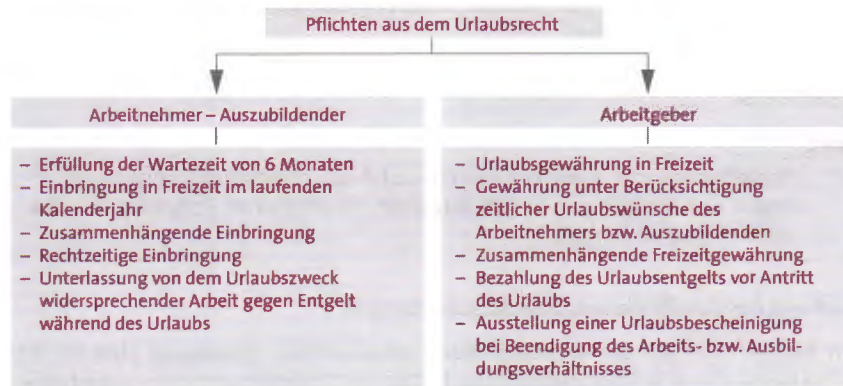 Pflichten aus dem Urlaubsrecht
Arbeitnehmer – Auszubildender
– Erfüllung der Wartezeit von 6 Monaten
– Einbringung in Freizeit im laufenden
Kalenderjahr
– Zusammenhängende Einbringung
– Rechtzeitige Einbringung
– Unterlassung von dem Urlaubszweck
widersprechender Arbeit gegen Entgelt
während des Urlaubs
Arbeitgeber
– Urlaubsgewährung in Freizeit
– Gewährung unter Berücksichtigung
zeitlicher Urlaubswünsche des
Arbeitnehmers bzw. Auszubildenden
– Zusammenhängende Freizeitgewährung
– Bezahlung des Urlaubsentgelts vor Antritt
des Urlaubs
– Ausstellung einer Urlaubsbescheinigung
bei Beendigung des Arbeits- bzw. Ausbil-
dungsverhältnisses